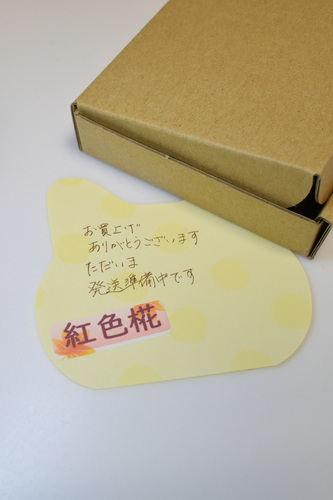 お買上げ
ありがとうございます
ただいま
発送準備中です
紅色椛